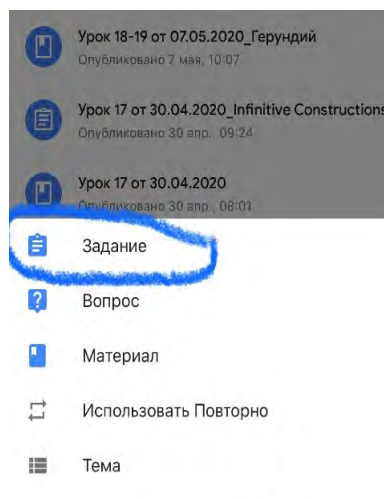 Урок 18-19 от 07.05.2020_Герундий
Опубликовано 7 мая, 10:07
Урок 17 от 30.04.2020_Infinitive Constructions
Опубликовано 30 апр., 09:24
Урок 17 от 30.04.2020
Опубликовано 30 апр., 08:01
Задание
Вопрос
Материал
Использовать Повторно
Тема